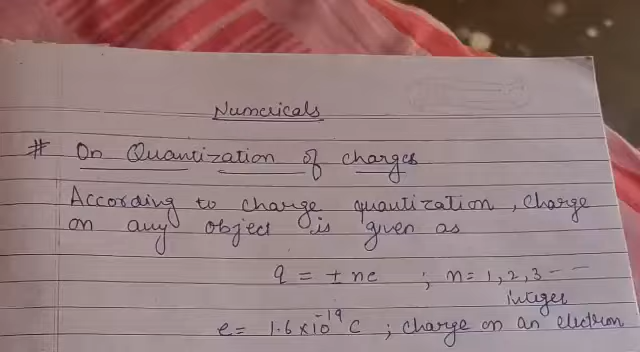 Numericals
# On Quantization of charges
According to charge quantization, charge
on any object is given as
q = ± ne ; n = 1, 2, 3 - -
integer
e = 1.6 × 10⁻¹⁹ C ; charge on an electron